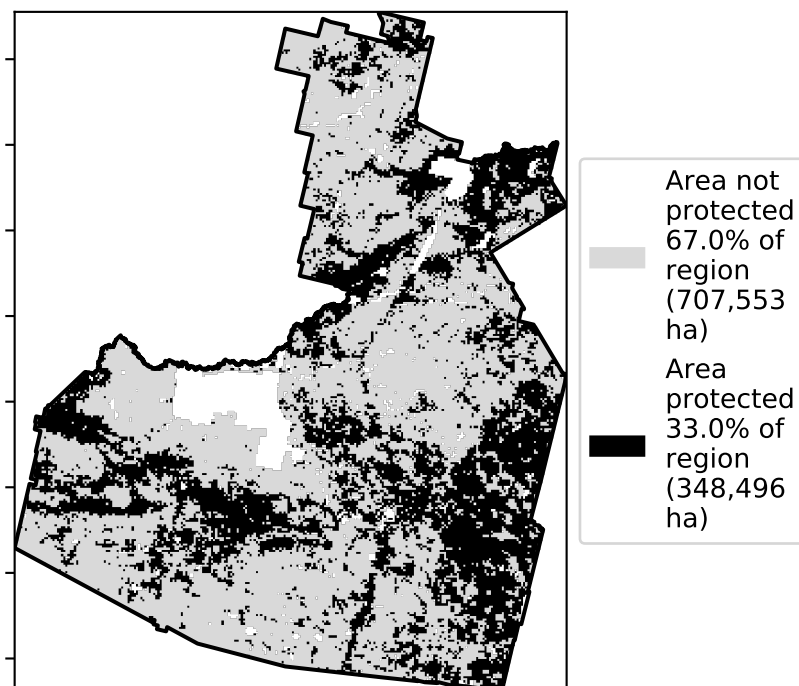 Area not
protected
67.0% of
region
(707,553
ha)
Area
protected
33.0% of
region
(348,496
ha)